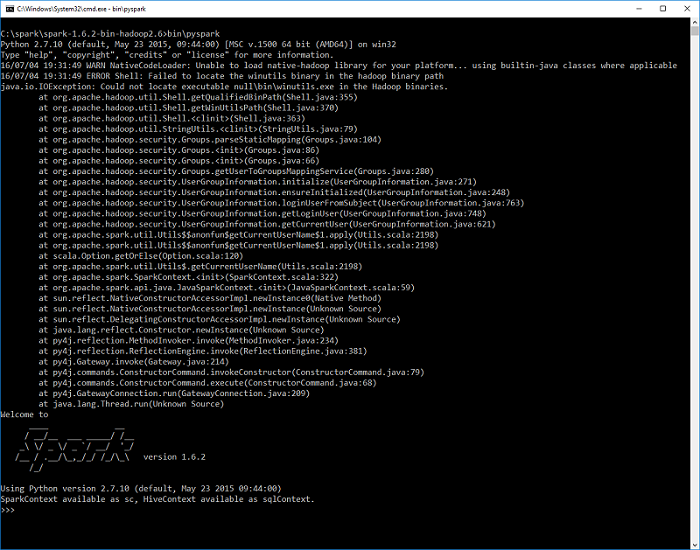 C:\Windows\System32\cmd.exe - bin\pyspark
C:\spark\spark-1.6.2-bin-hadoop2.6>bin\pyspark
Python 2.7.10 (default, May 23 2015, 09:44:00) [MSC v.1500 64 bit (AMD64)] on win32
Type "help", "copyright", "credits" or "license" for more information.
16/07/04 19:31:49 WARN NativeCodeLoader: Unable to load native-hadoop library for your platform... using builtin-java classes where applicable
16/07/04 19:31:49 ERROR Shell: Failed to locate the winutils binary in the hadoop binary path
java.io.IOException: Could not locate executable null\bin\winutils.exe in the Hadoop binaries.
at org.apache.hadoop.util.Shell.getQualifiedBinPath(Shell.java:355)
at org.apache.hadoop.util.Shell.getWinUtilsPath(Shell.java:370)
at org.apache.hadoop.util.Shell.<clinit>(Shell.java:363)
at org.apache.hadoop.util.StringUtils.<clinit>(StringUtils.java:79)
at org.apache.hadoop.security.Groups.parseStaticMapping(Groups.java:104)
at org.apache.hadoop.security.Groups.<init>(Groups.java:86)
at org.apache.hadoop.security.Groups.<init>(Groups.java:66)
at org.apache.hadoop.security.Groups.getUserToGroupsMappingService(Groups.java:280)
at org.apache.hadoop.security.UserGroupInformation.initialize(UserGroupInformation.java:271)
at org.apache.hadoop.security.UserGroupInformation.ensureInitialized(UserGroupInformation.java:248)
at org.apache.hadoop.security.UserGroupInformation.loginUserFromSubject(UserGroupInformation.java:763)
at org.apache.hadoop.security.UserGroupInformation.getLoginUser(UserGroupInformation.java:748)
at org.apache.hadoop.security.UserGroupInformation.getCurrentUser(UserGroupInformation.java:621)
at org.apache.spark.util.Utils$$anonfun$getCurrentUserName$1.apply(Utils.scala:2198)
at org.apache.spark.util.Utils$$anonfun$getCurrentUserName$1.apply(Utils.scala:2198)
at scala.Option.getOrElse(Option.scala:120)
at org.apache.spark.util.Utils$.getCurrentUserName(Utils.scala:2198)
at org.apache.spark.SparkContext.<init>(SparkContext.scala:322)
at org.apache.spark.api.java.JavaSparkContext.<init>(JavaSparkContext.scala:59)
at sun.reflect.NativeConstructorAccessorImpl.newInstance0(Native Method)
at sun.reflect.NativeConstructorAccessorImpl.newInstance(Unknown Source)
at sun.reflect.DelegatingConstructorAccessorImpl.newInstance(Unknown Source)
at java.lang.reflect.Constructor.newInstance(Unknown Source)
at py4j.reflection.MethodInvoker.invoke(MethodInvoker.java:234)
at py4j.reflection.ReflectionEngine.invoke(ReflectionEngine.java:381)
at py4j.Gateway.invoke(Gateway.java:214)
at py4j.commands.ConstructorCommand.invokeConstructor(ConstructorCommand.java:79)
at py4j.commands.ConstructorCommand.execute(ConstructorCommand.java:68)
at py4j.GatewayConnection.run(GatewayConnection.java:209)
at java.lang.Thread.run(Unknown Source)
Welcome to
Spark version 1.6.2
Using Python version 2.7.10 (default, May 23 2015 09:44:00)
SparkContext available as sc, HiveContext available as sqlContext.
>>>